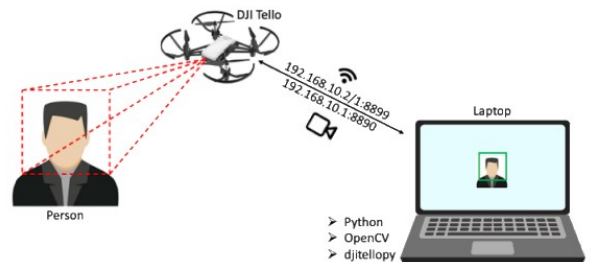 DJI Tello
192.168.10.2/1:8899
192.168.10.1:8890
Laptop
Person
➢ Python
➢ OpenCV
➢ djitellopy